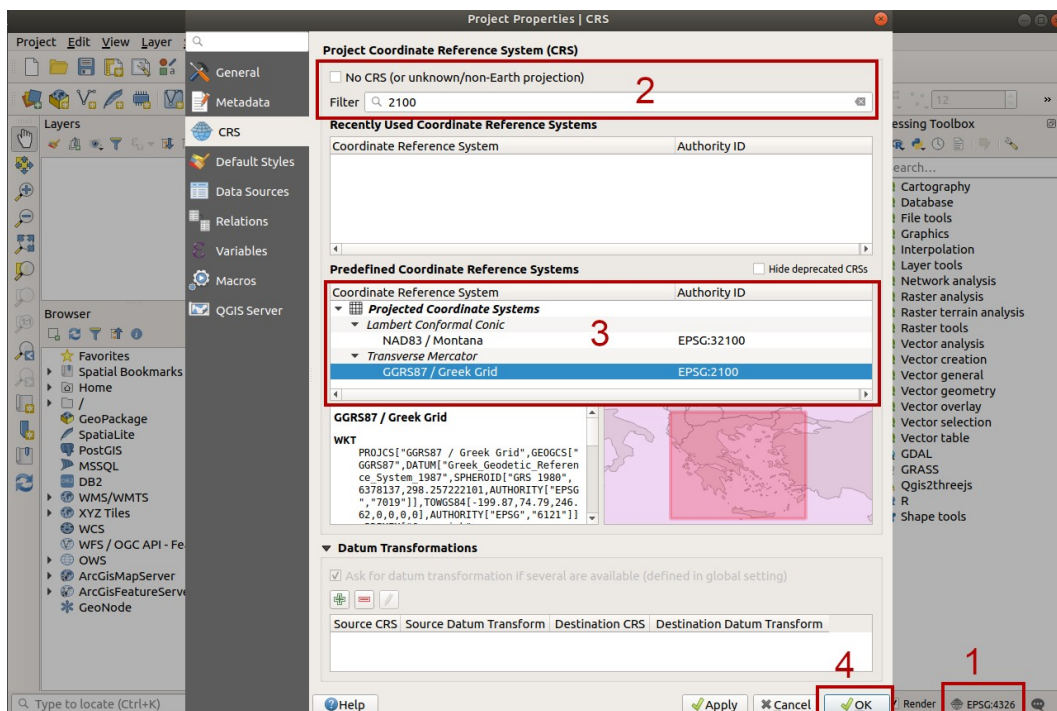 Project Properties | CRS
Project Edit View Layer
12
»
Layers
Browser
Favorites
Spatial Bookmarks
Home
/
GeoPackage
SpatiaLite
PostGIS
MSSQL
DB2
WMS/WMTS
XYZ Tiles
WCS
WFS / OGC API - Fe
OWS
ArcGisMapServer
ArcGisFeatureServe
GeoNode
Type to locate (Ctrl+K)
General
Metadata
CRS
Default Styles
Data Sources
Relations
Variables
Macros
QGIS Server
Project Coordinate Reference System (CRS)
No CRS (or unknown/non-Earth projection)
2
Filter 2100
Recently Used Coordinate Reference Systems
Coordinate Reference System Authority ID
Predefined Coordinate Reference Systems Hide deprecated CRSs
Coordinate Reference System Authority ID
Projected Coordinate Systems
Lambert Conformal Conic
3
NAD83 / Montana EPSG:32100
Transverse Mercator
GGRS87 / Greek Grid EPSG:2100
GGRS87 / Greek Grid
WKT
PROJCS["GGRS87 / Greek Grid",GEOGCS["
GGRS87",DATUM["Greek_Geodetic_Referen
ce_System_1987",SPHEROID["GRS 1980",
6378137,298.257222101,AUTHORITY["EPSG
","7019"]],TOWGS84[-199.87,74.79,246.
62,0,0,0,0],AUTHORITY["EPSG","6121"]]
Datum Transformations
Ask for datum transformation if several are available (defined in global setting)
Source CRS Source Datum Transform Destination CRS Destination Datum Transform
4
Help Apply Cancel OK
essing Toolbox
earch...
Cartography
Database
File tools
Graphics
Interpolation
Layer tools
Network analysis
Raster analysis
Raster terrain analysis
Raster tools
Vector analysis
Vector creation
Vector general
Vector geometry
Vector overlay
Vector selection
Vector table
GDAL
GRASS
Qgis2threejs
R
Shape tools
1
Render EPSG:4326